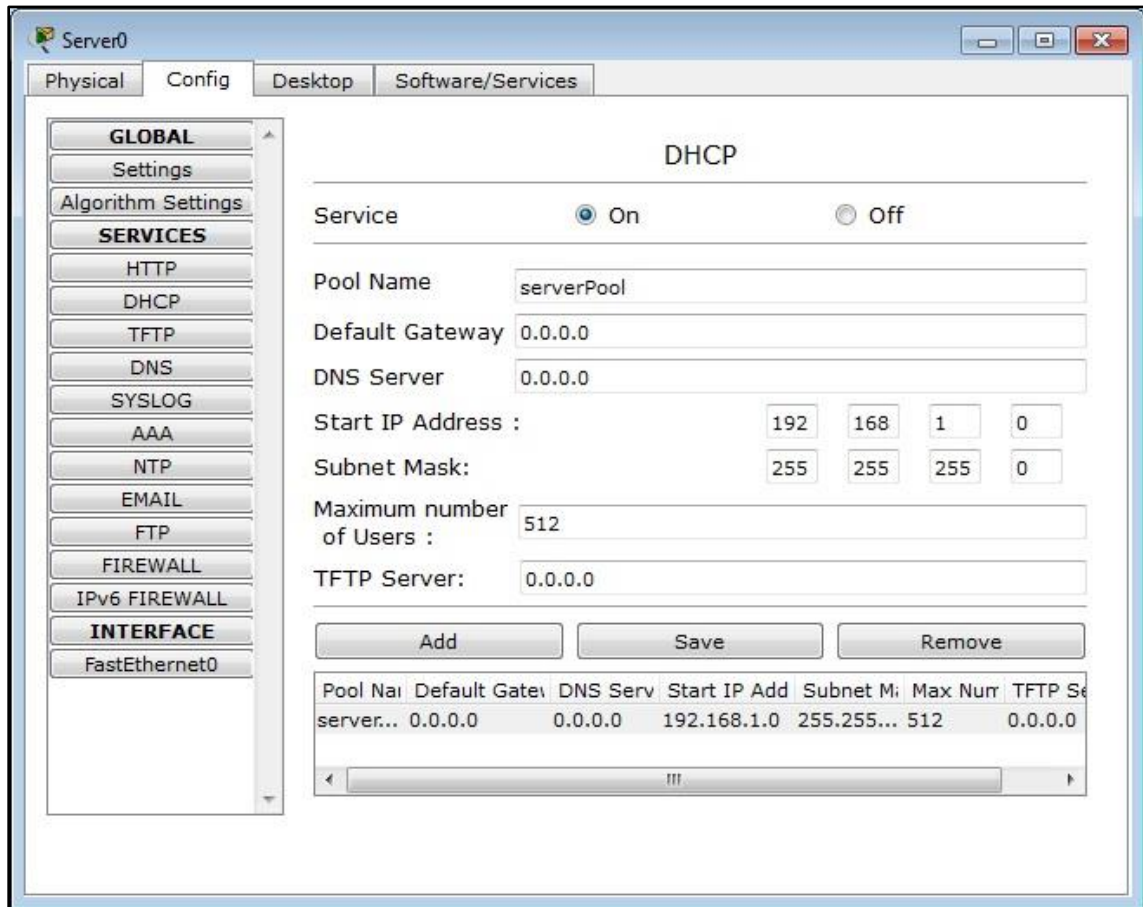 Server0
Physical Config Desktop Software/Services
GLOBAL
Settings
Algorithm Settings
SERVICES
HTTP
DHCP
TFTP
DNS
SYSLOG
AAA
NTP
EMAIL
FTP
FIREWALL
IPv6 FIREWALL
INTERFACE
FastEthernet0
DHCP
Service On Off
Pool Name serverPool
Default Gateway 0.0.0.0
DNS Server 0.0.0.0
Start IP Address : 192 168 1 0
Subnet Mask: 255 255 255 0
Maximum number
of Users : 512
TFTP Server: 0.0.0.0
Add Save Remove
Pool Nai Default Gatev DNS Serv Start IP Add Subnet Mi Max Num TFTP Se
server... 0.0.0.0 0.0.0.0 192.168.1.0 255.255... 512 0.0.0.0